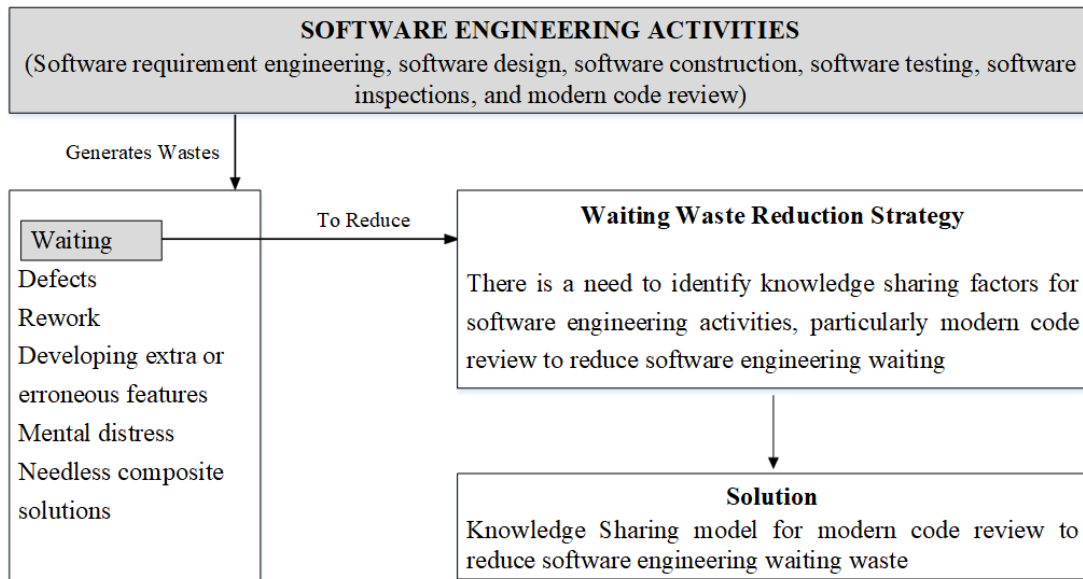 SOFTWARE ENGINEERING ACTIVITIES
(Software requirement engineering, software design, software construction, software testing, software
inspections, and modern code review)
Generates Wastes
Waiting
Defects
Rework
Developing extra or
erroneous features
Mental distress
Needless composite
solutions
To Reduce
Waiting Waste Reduction Strategy
There is a need to identify knowledge sharing factors for
software engineering activities, particularly modern code
review to reduce software engineering waiting
Solution
Knowledge Sharing model for modern code review to
reduce software engineering waiting waste